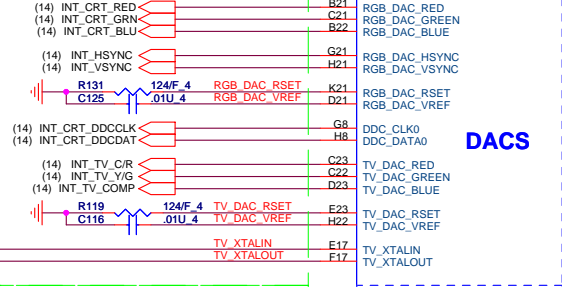 (14) INT_CRT_RED B21 RGB_DAC_RED
(14) INT_CRT_GRN C21 RGB_DAC_GREEN
(14) INT_CRT_BLU B22 RGB_DAC_BLUE
(14) INT_HSYNC G21 RGB_DAC_HSYNC
(14) INT_VSYNC H21 RGB_DAC_VSYNC
R131 124/F_4 RGB_DAC_RSET K21 RGB_DAC_RSET
C125 .01U_4 RGB_DAC_VREF D21 RGB_DAC_VREF
(14) INT_CRT_DDCCLK G8 DDC_CLK0
(14) INT_CRT_DDCDAT H8 DDC_DATA0
DACS
(14) INT_TV_C/R C23 TV_DAC_RED
(14) INT_TV_Y/G C22 TV_DAC_GREEN
(14) INT_TV_COMP D23 TV_DAC_BLUE
R119 124/F_4 TV_DAC_RSET E23 TV_DAC_RSET
C116 .01U_4 TV_DAC_VREF H22 TV_DAC_VREF
TV_XTALIN E17 TV_XTALIN
TV_XTALOUT F17 TV_XTALOUT